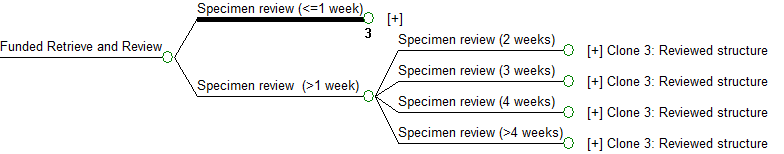 Specimen review (<=1 week)
[+]
3
Funded Retrieve and Review
Specimen review (2 weeks)
[+] Clone 3: Reviewed structure
Specimen review (3 weeks)
[+] Clone 3: Reviewed structure
Specimen review  (>1 week)
Specimen review (4 weeks)
[+] Clone 3: Reviewed structure
Specimen review (>4 weeks)
[+] Clone 3: Reviewed structure